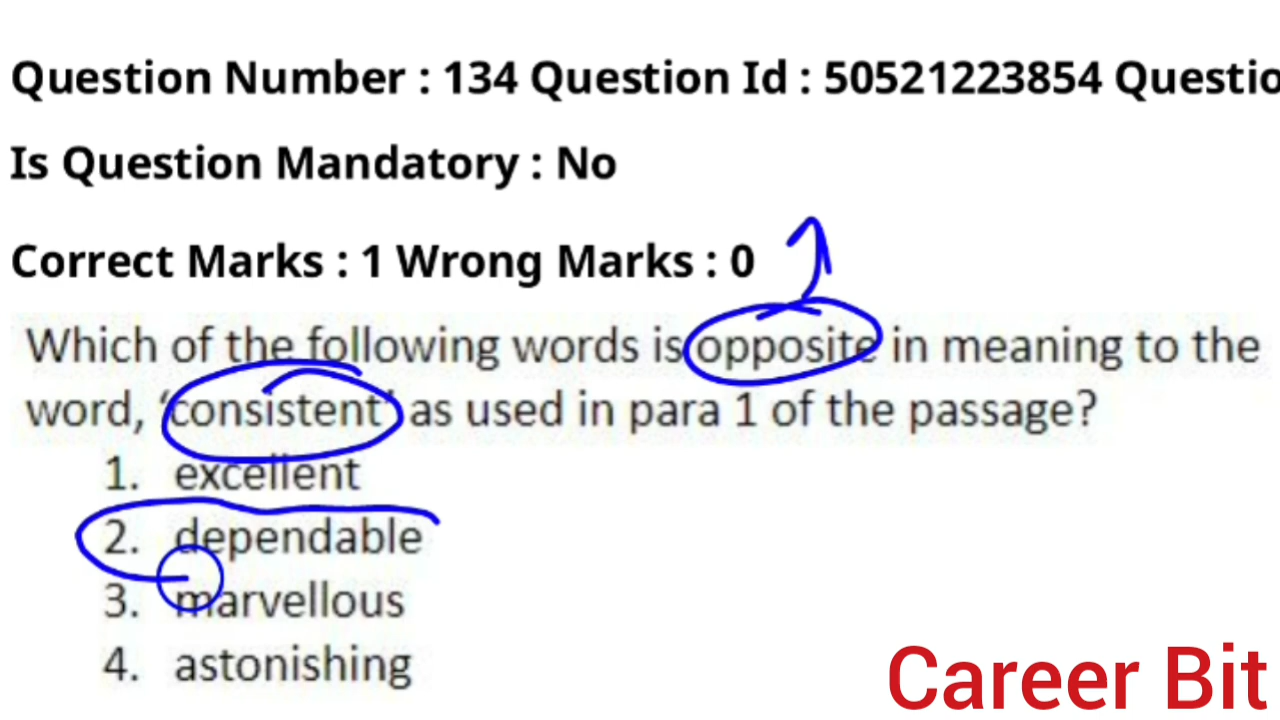 Question Number : 134 Question Id : 50521223854 Questio
Is Question Mandatory : No
Correct Marks : 1 Wrong Marks : 0
Which of the following words is opposite in meaning to the
word, ‘consistent’ as used in para 1 of the passage?
1. excellent
2. dependable
3. marvellous
4. astonishing
Career Bit